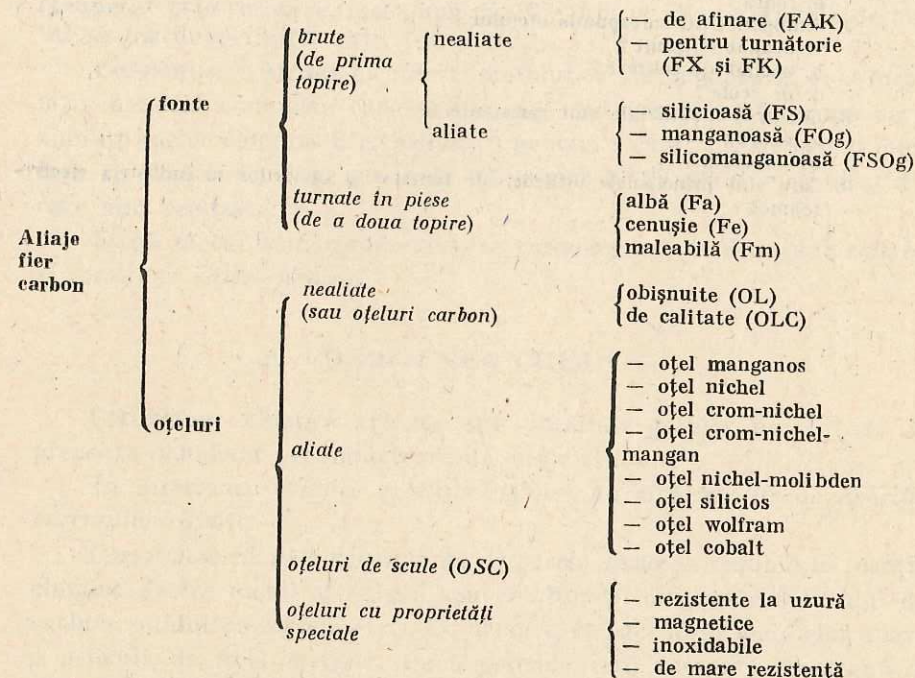 Aliaje
fier
carbon
fonte
brute
(de prima
topire)
nealiate
— de afinare (FAK)
— pentru turnătorie
(FX și FK)
aliate
— silicioasă (FS)
— manganoasă (FOg)
— silicomanganoasă (FSOg)
turnate în piese
(de a doua topire)
albă (Fa)
cenușie (Fe)
maleabilă (Fm)
oțeluri
nealiate
(sau oțeluri carbon)
obișnuite (OL)
de calitate (OLC)
aliate
— oțel manganos
— oțel nichel
— oțel crom-nichel
— oțel crom-nichel-
mangan
— oțel nichel-molibden
— oțel silicios
— oțel wolfram
— oțel cobalt
oțeluri de scule (OSC)
oțeluri cu proprietăți
speciale
— rezistente la uzură
— magnetice
— inoxidabile
— de mare rezistență